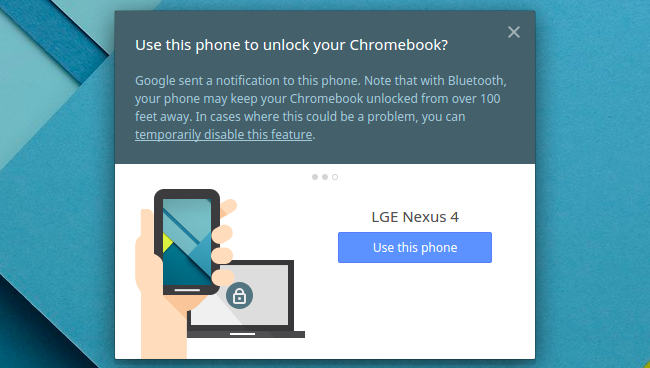 Use this phone to unlock your Chromebook?
Google sent a notification to this phone. Note that with Bluetooth,
your phone may keep your Chromebook unlocked from over 100
feet away. In cases where this could be a problem, you can
temporarily disable this feature.
LGE Nexus 4
Use this phone